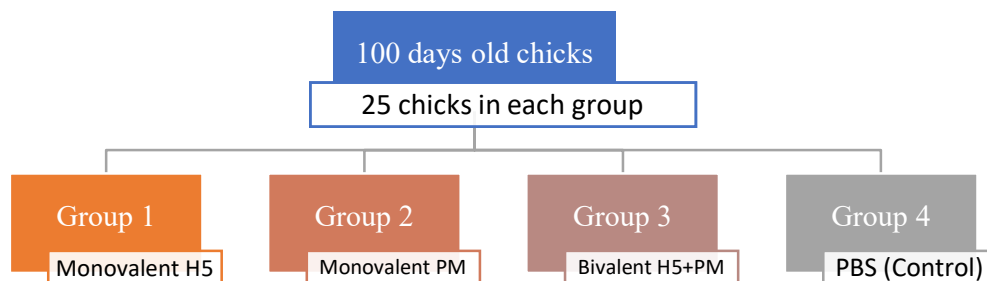 100 days old chicks
25 chicks in each group
Group 1
Monovalent H5
Group 2
Monovalent PM
Group 3
Bivalent H5+PM
Group 4
PBS (Control)